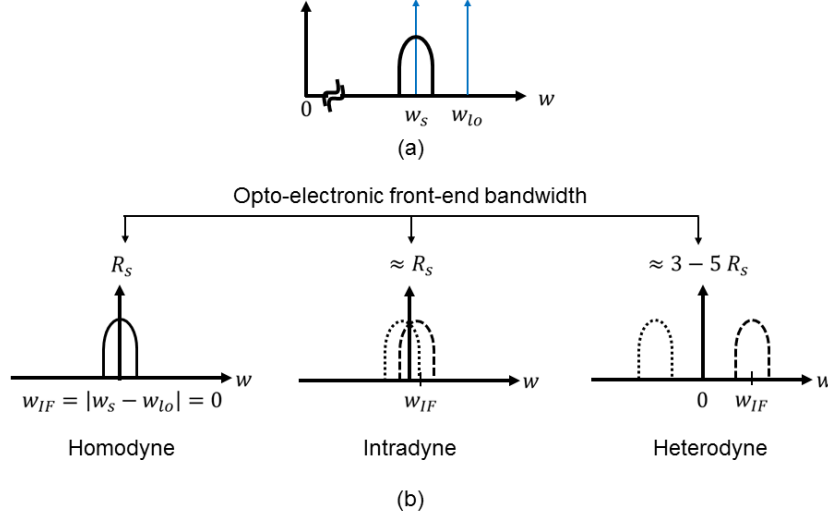 0 w_s w_lo w
(a)
Opto-electronic front-end bandwidth
R_s ≈ R_s ≈ 3 − 5 R_s
w w w
w_IF = |w_s − w_lo| = 0 w_IF 0 w_IF
Homodyne Intradyne Heterodyne
(b)